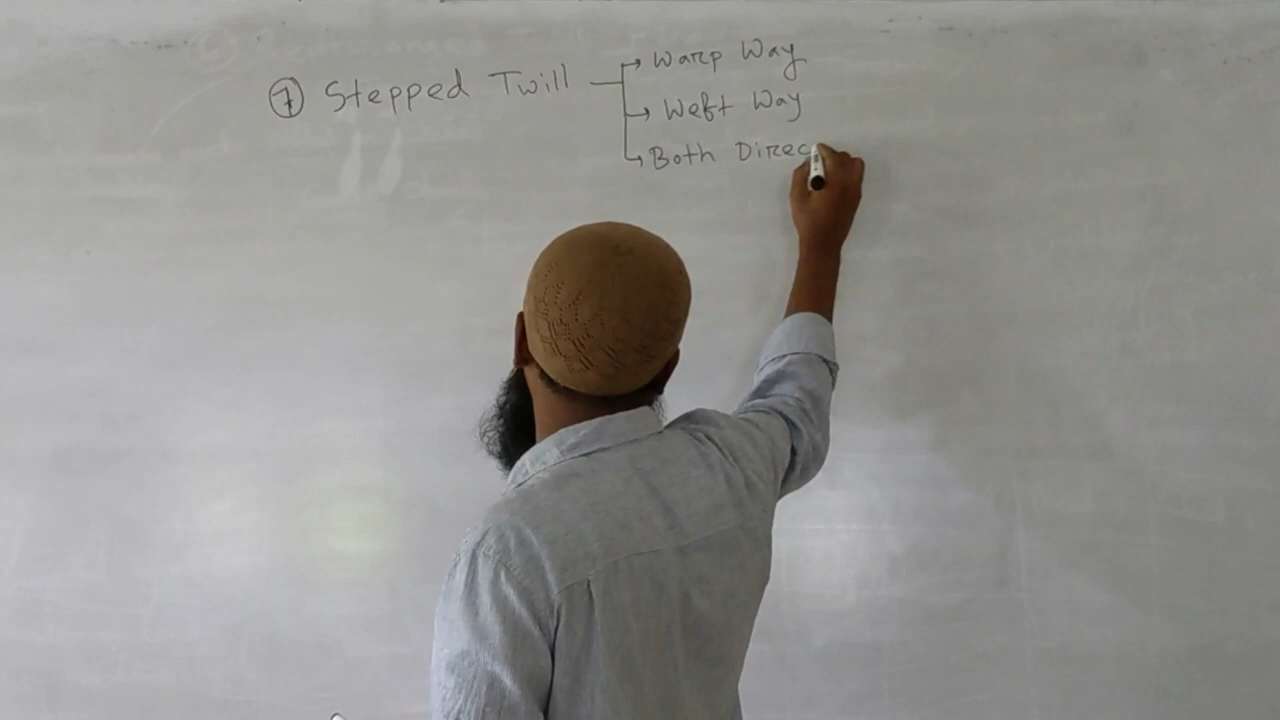 ⑦ Stepped Twill → Warp Way
→ Weft Way
→ Both Direc